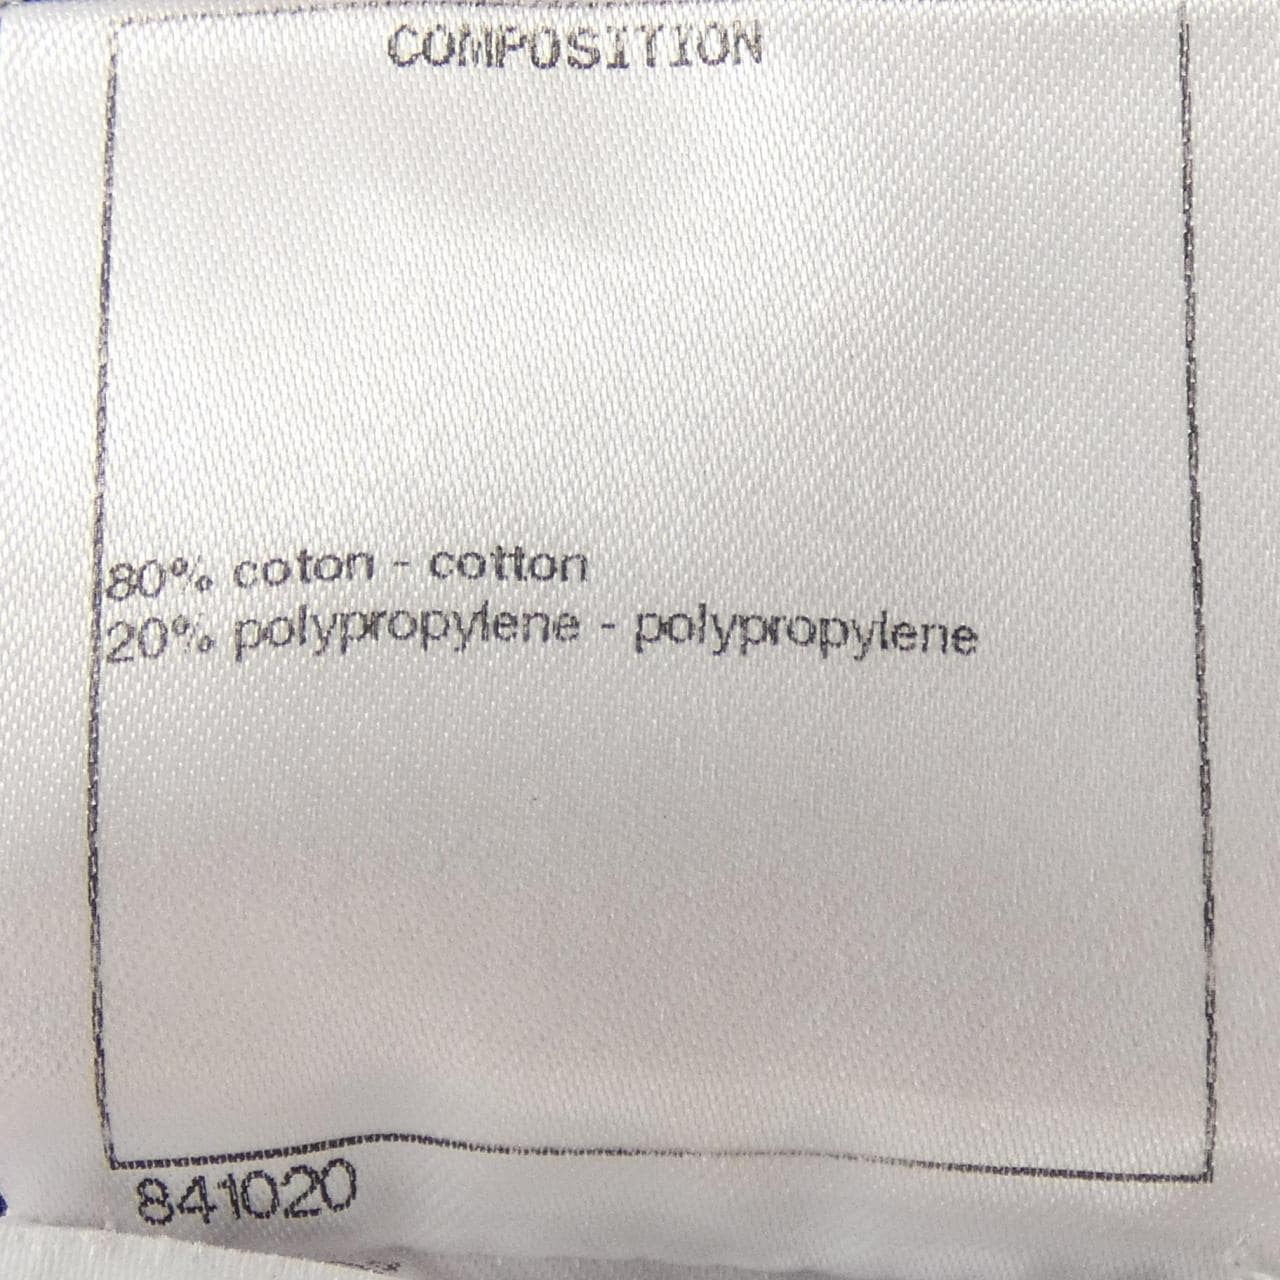 COMPOSITION
80% coton - cotton
20% polypropylene - polypropylene
841020